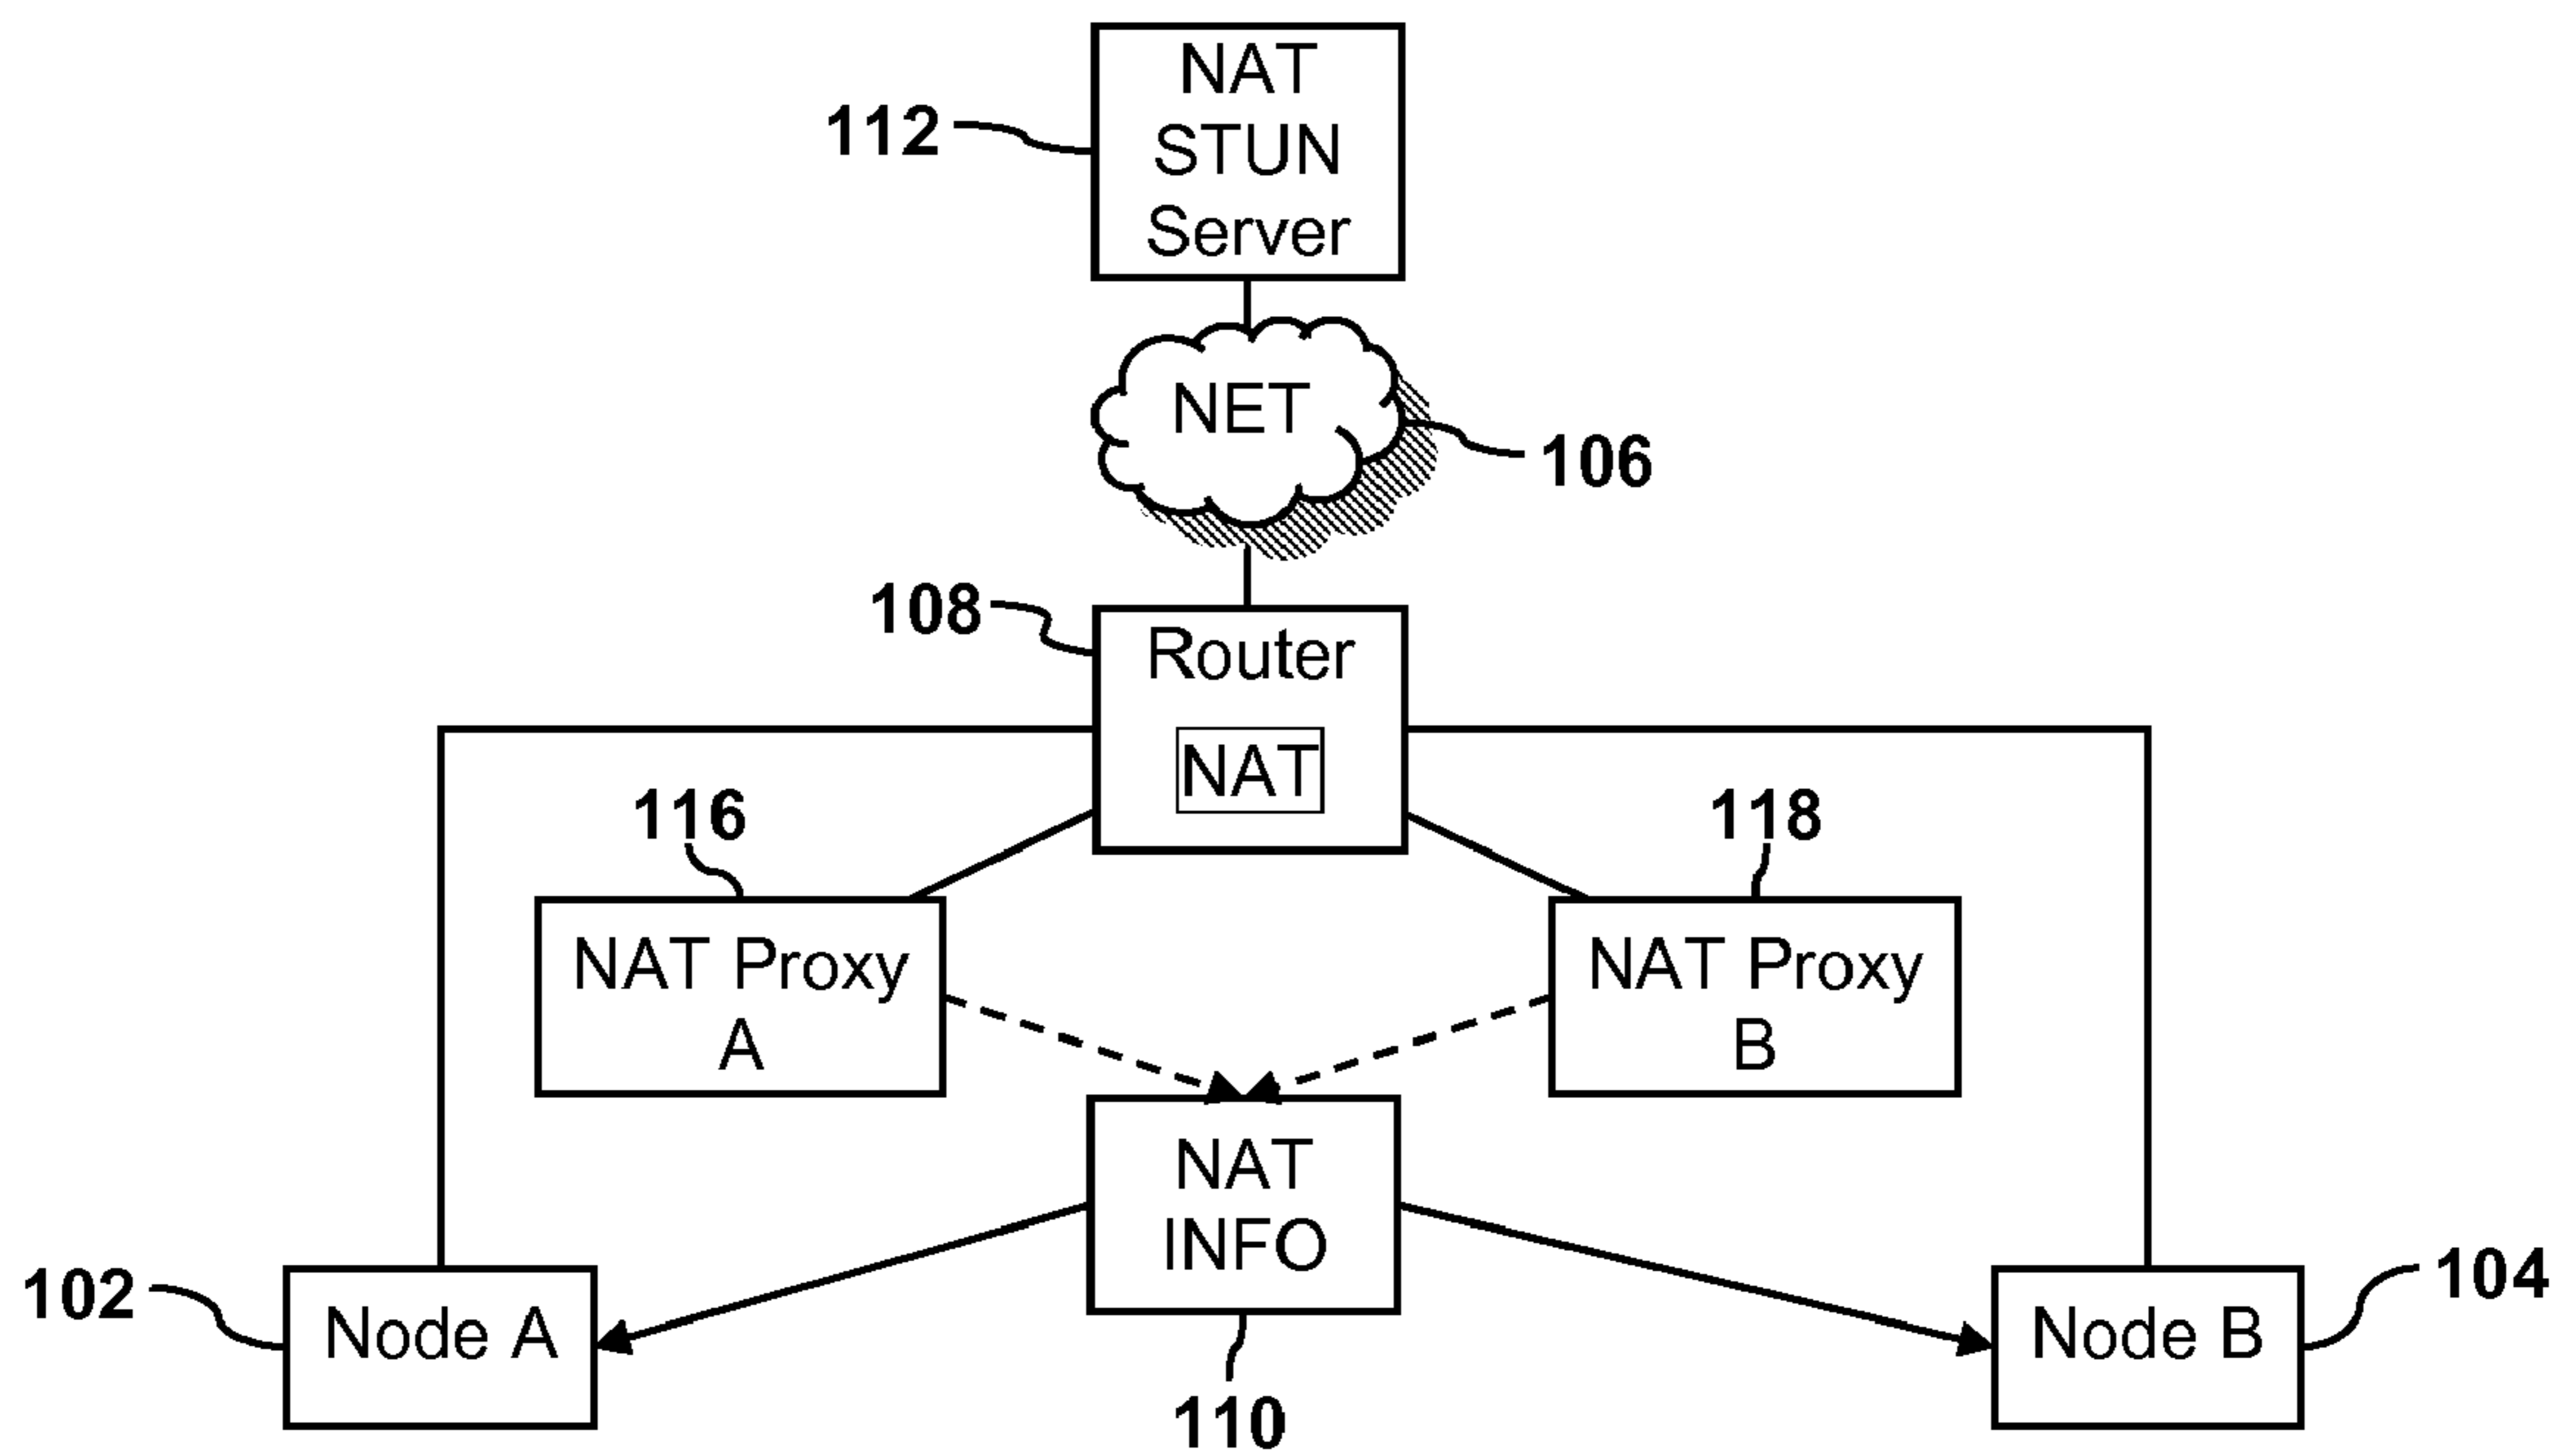 NAT
STUN
Server
112
NET
106
108
Router
NAT
116
118
NAT Proxy
A
NAT Proxy
B
NAT
INFO
102
Node A
Node B
104
110